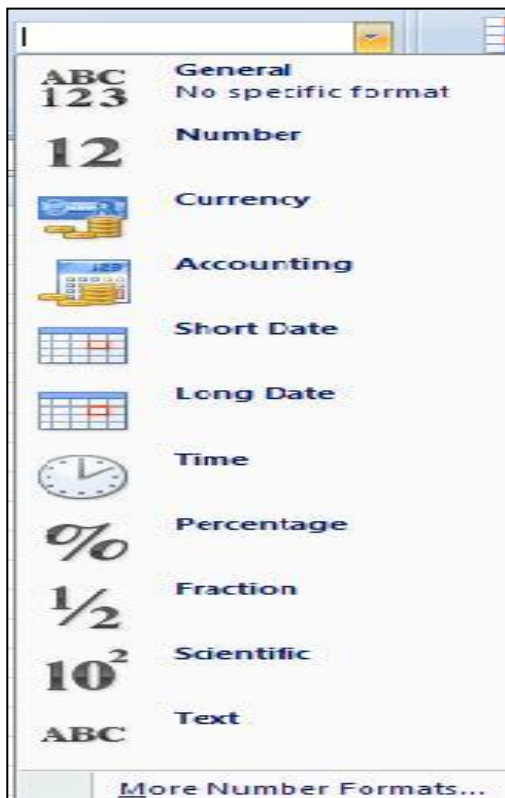 ABC
123
General
No specific format
12
Number
Currency
123
Accounting
Short Date
Long Date
Time
%
Percentage
1/2
Fraction
10²
Scientific
ABC
Text
More Number Formats...